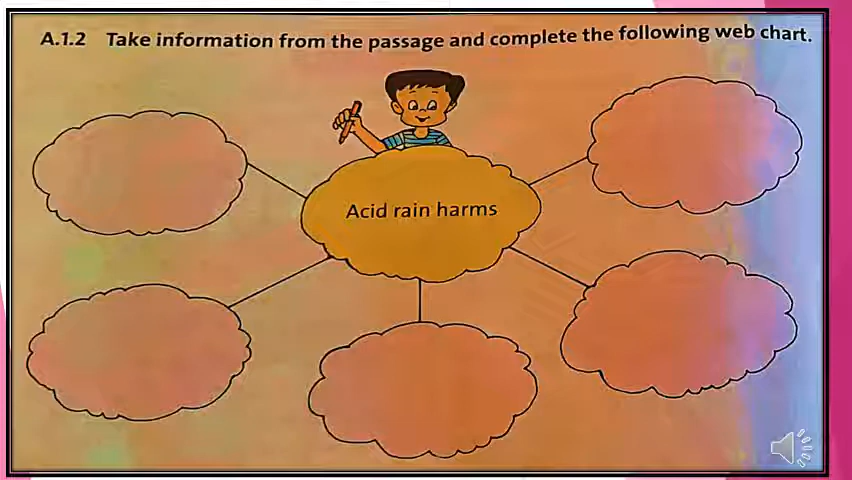 A.1.2 Take information from the passage and complete the following web chart.
Acid rain harms